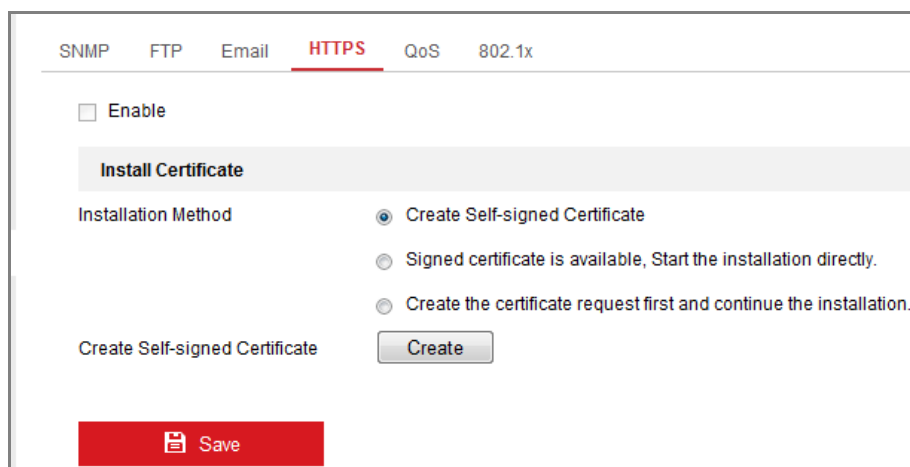 SNMP FTP Email HTTPS QoS 802.1x
Enable
Install Certificate
Installation Method Create Self-signed Certificate
Signed certificate is available, Start the installation directly.
Create the certificate request first and continue the installation.
Create Self-signed Certificate Create
Save